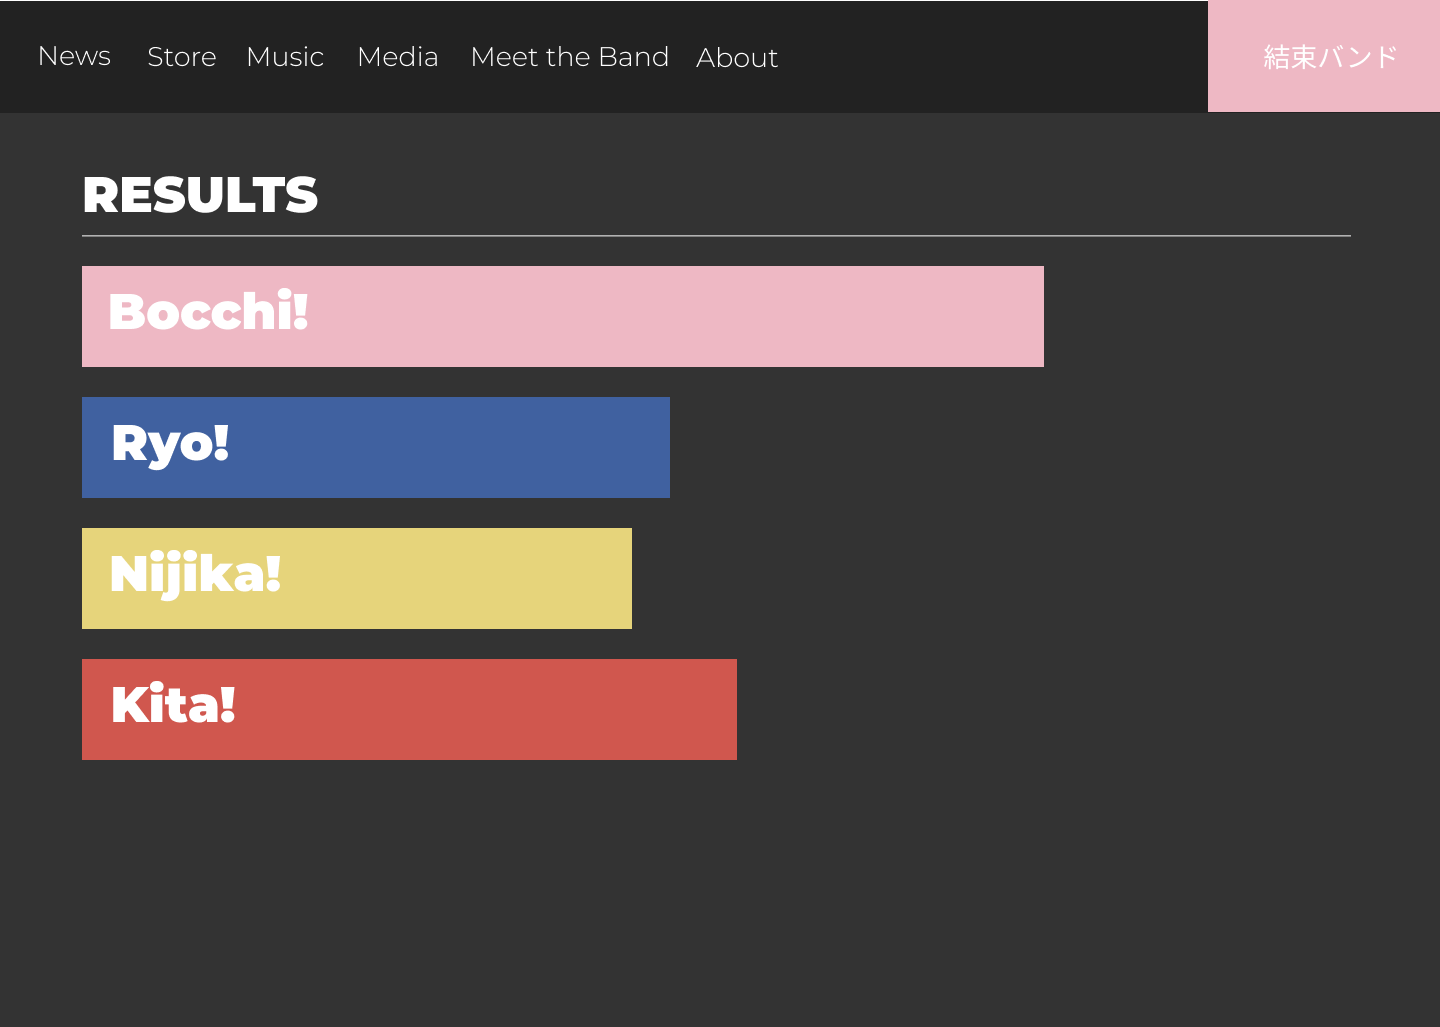 News Store Music Media Meet the Band About 結束バンド
RESULTS
Bocchi!
Ryo!
Nijika!
Kita!